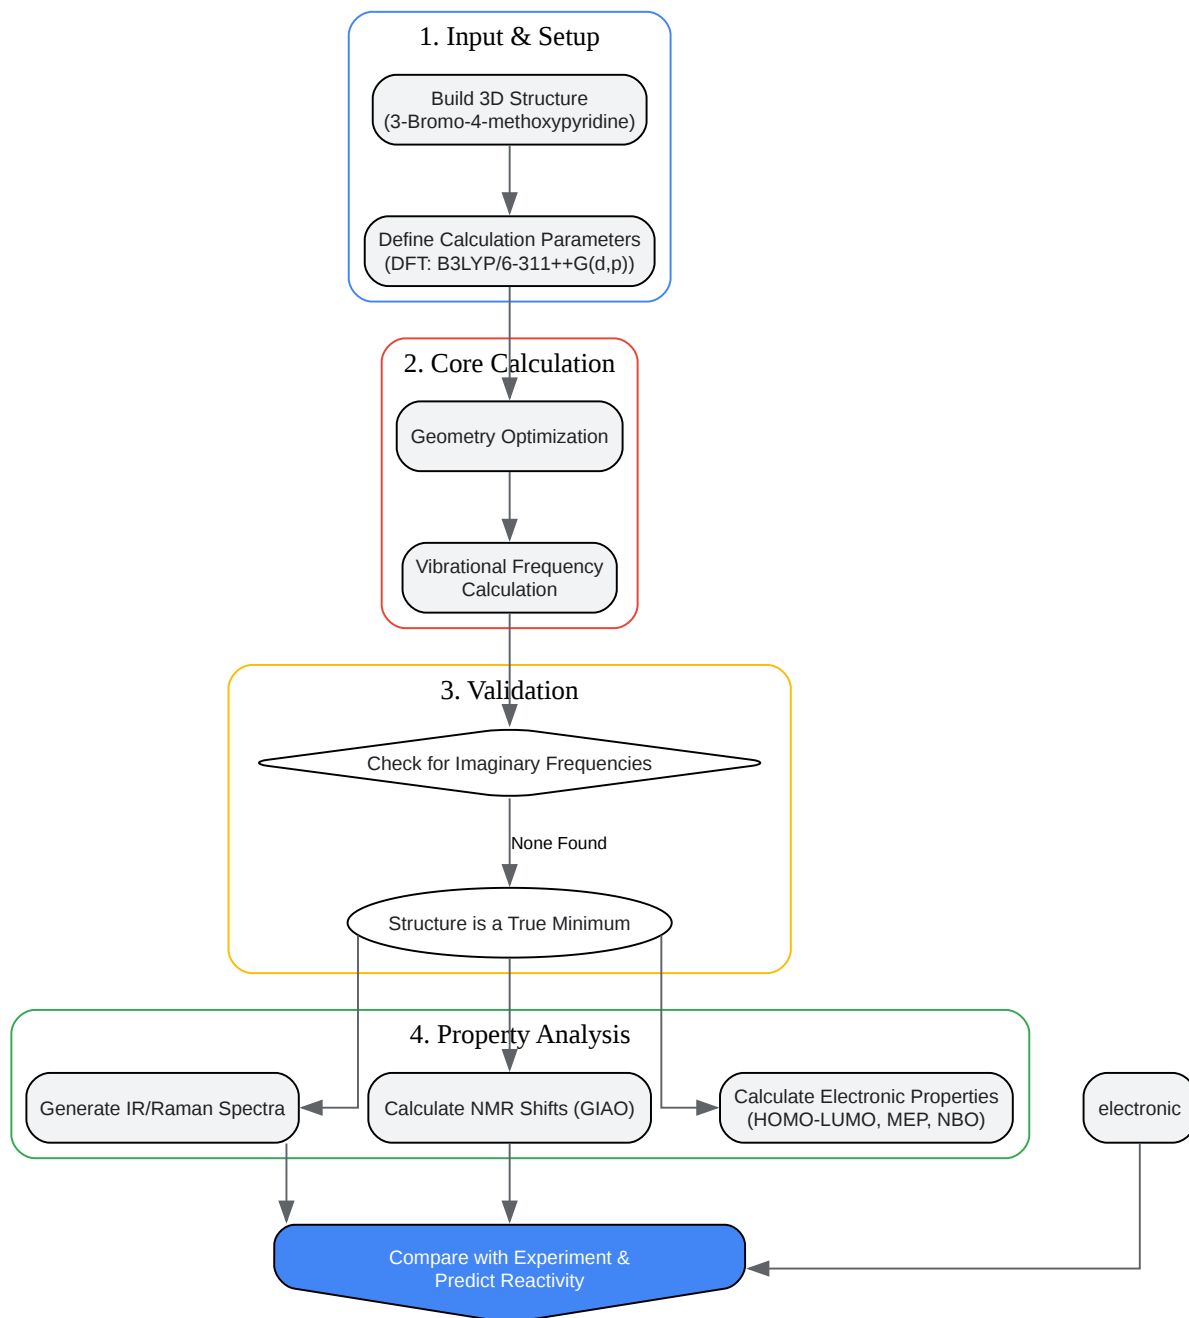 1. Input & Setup
Build 3D Structure
(3-Bromo-4-methoxypyridine)
Define Calculation Parameters
(DFT: B3LYP/6-311++G(d,p))
2. Core Calculation
Geometry Optimization
Vibrational Frequency
Calculation
3. Validation
Check for Imaginary Frequencies
None Found
Structure is a True Minimum
4. Property Analysis
Generate IR/Raman Spectra
Calculate NMR Shifts (GIAO)
Calculate Electronic Properties
(HOMO-LUMO, MEP, NBO)
electronic
Compare with Experiment &
Predict Reactivity